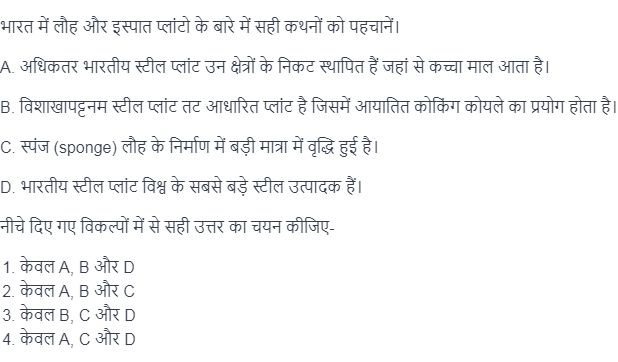 भारत में लौह और इस्पात प्लांटो के बारे में सही कथनों को पहचानें।
A. अधिकतर भारतीय स्टील प्लांट उन क्षेत्रों के निकट स्थापित हैं जहां से कच्चा माल आता है।
B. विशाखापट्टनम स्टील प्लांट तट आधारित प्लांट है जिसमें आयातित कोकिंग कोयले का प्रयोग होता है।
C. स्पंज (sponge) लौह के निर्माण में बड़ी मात्रा में वृद्धि हुई है।
D. भारतीय स्टील प्लांट विश्व के सबसे बड़े स्टील उत्पादक हैं।
नीचे दिए गए विकल्पों में से सही उत्तर का चयन कीजिए-
1. केवल A, B और D
2. केवल A, B और C
3. केवल B, C और D
4. केवल A, C और D